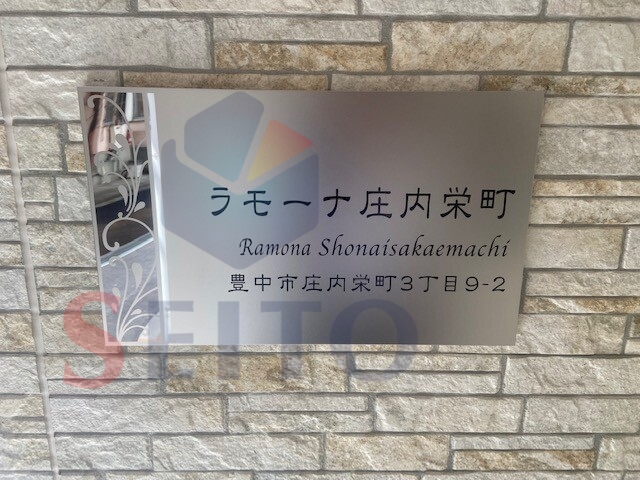 ラモーナ庄内栄町
Ramona Shonaisakaemachi
豊中市庄内栄町3丁目9-2
SEITO